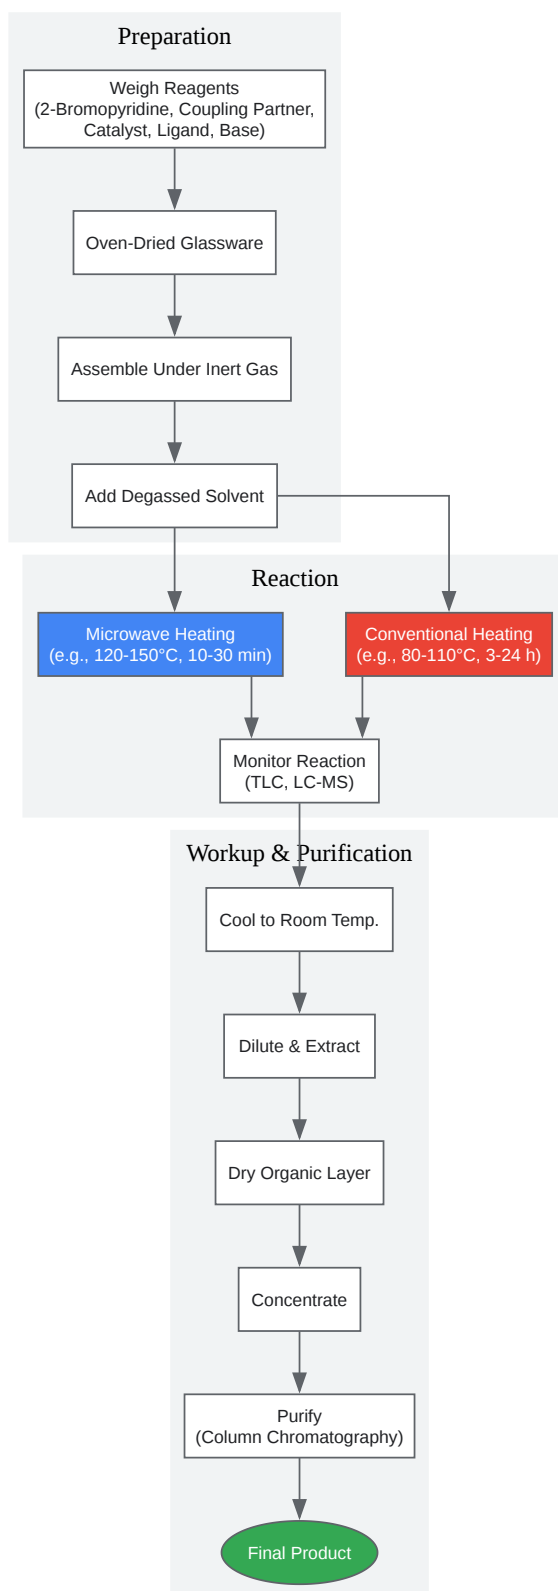 Preparation
Weigh Reagents
(2-Bromopyridine, Coupling Partner,
Catalyst, Ligand, Base)
Oven-Dried Glassware
Assemble Under Inert Gas
Add Degassed Solvent
Reaction
Microwave Heating
(e.g., 120-150°C, 10-30 min)
Conventional Heating
(e.g., 80-110°C, 3-24 h)
Monitor Reaction
(TLC, LC-MS)
Workup & Purification
Cool to Room Temp.
Dilute & Extract
Dry Organic Layer
Concentrate
Purify
(Column Chromatography)
Final Product